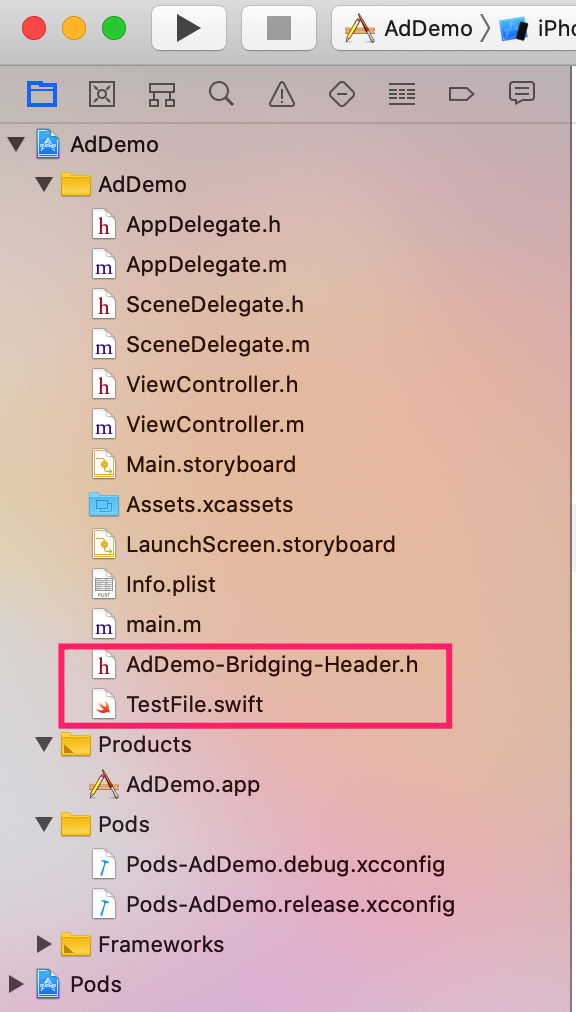 AdDemo 〉 iPho
AdDemo
AdDemo
h AppDelegate.h
m AppDelegate.m
h SceneDelegate.h
m SceneDelegate.m
h ViewController.h
m ViewController.m
Main.storyboard
Assets.xcassets
LaunchScreen.storyboard
PLIST Info.plist
m main.m
h AdDemo-Bridging-Header.h
TestFile.swift
Products
AdDemo.app
Pods
Pods-AdDemo.debug.xcconfig
Pods-AdDemo.release.xcconfig
Frameworks
Pods